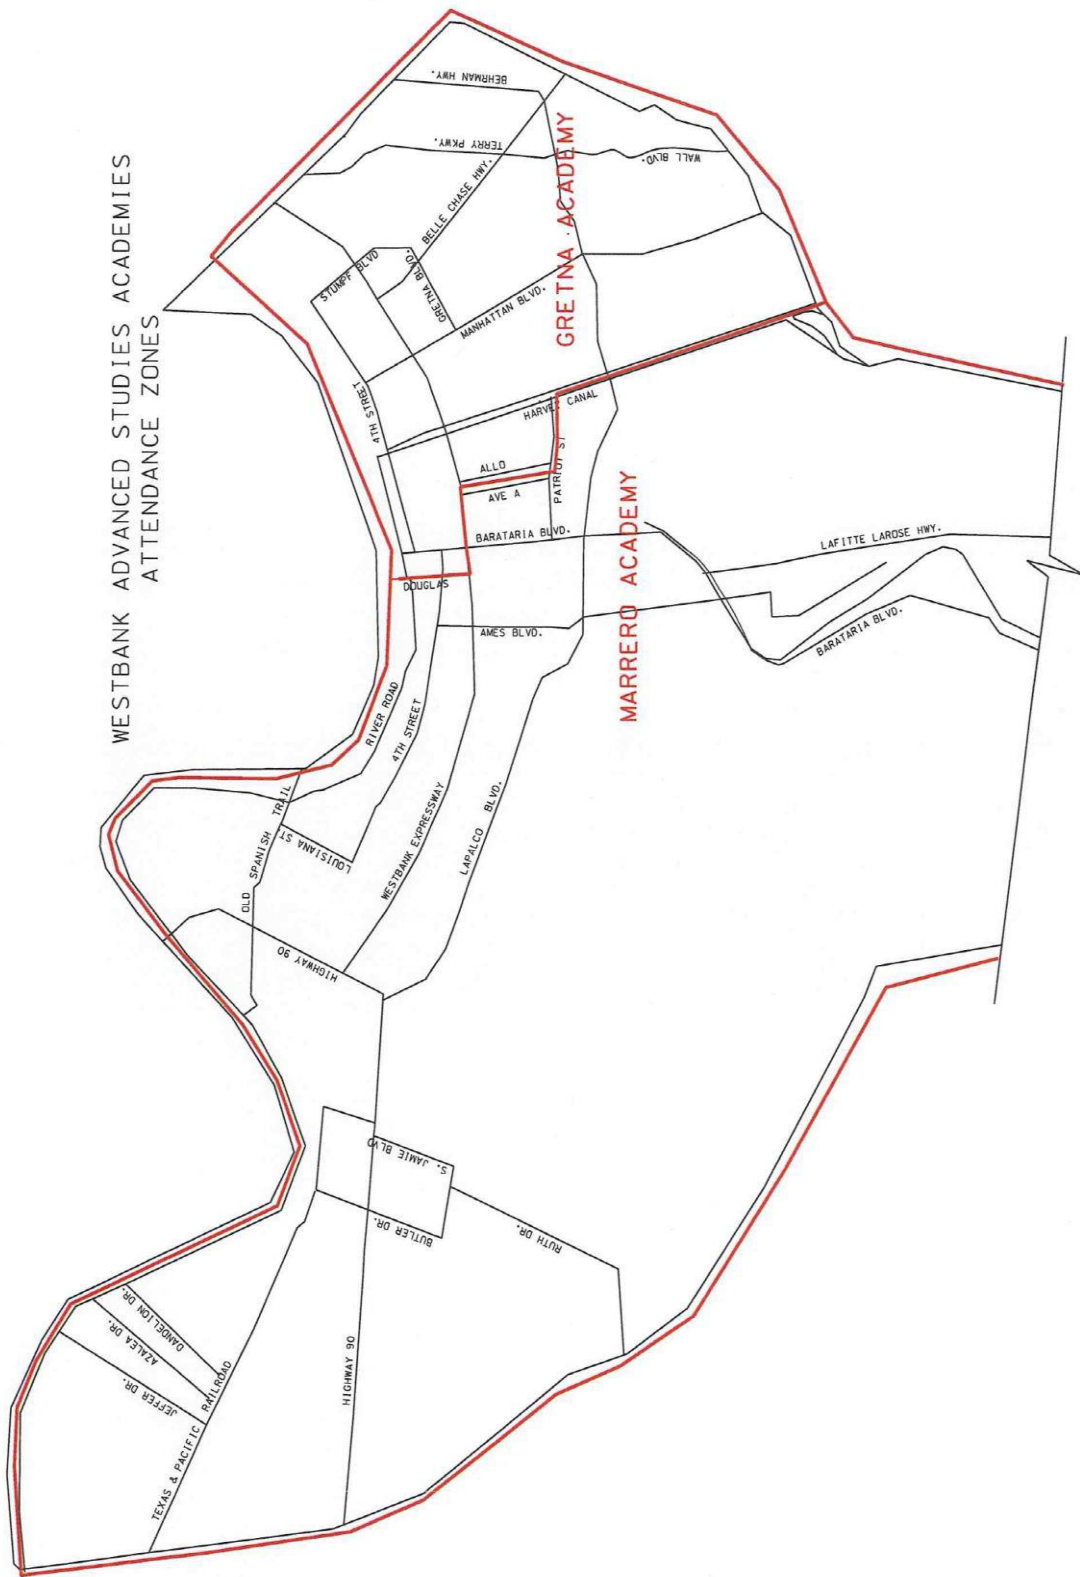 WESTBANK ADVANCED STUDIES ACADEMIES
ATTENDANCE ZONES
BEHRMAN HWY.
TERRY PKWY.
BELLE CHASE HWY.
WALL BLVD.
STUMPF BLVD
GRETNA BLVD.
MANHATTAN BLVD.
GRETNA ACADEMY
4TH STREET
HARVEY CANAL
ALLO
AVE A
PATRIOT ST
BARATARIA BLVD.
DOUGLAS
AMES BLVD.
MARRERO ACADEMY
LAFITTE LAROSE HWY.
BARATARIA BLVD.
RIVER ROAD
4TH STREET
OLD SPANISH TRAIL
LOUISIANA ST
WESTBANK EXPRESSWAY
LAPALCO BLVD.
HIGHWAY 90
S. JAMIE BLVD
BUTLER DR.
RUTH DR.
DANDELION DR.
AZALEA DR.
JEFFER DR.
TEXAS & PACIFIC RAILROAD
HIGHWAY 90